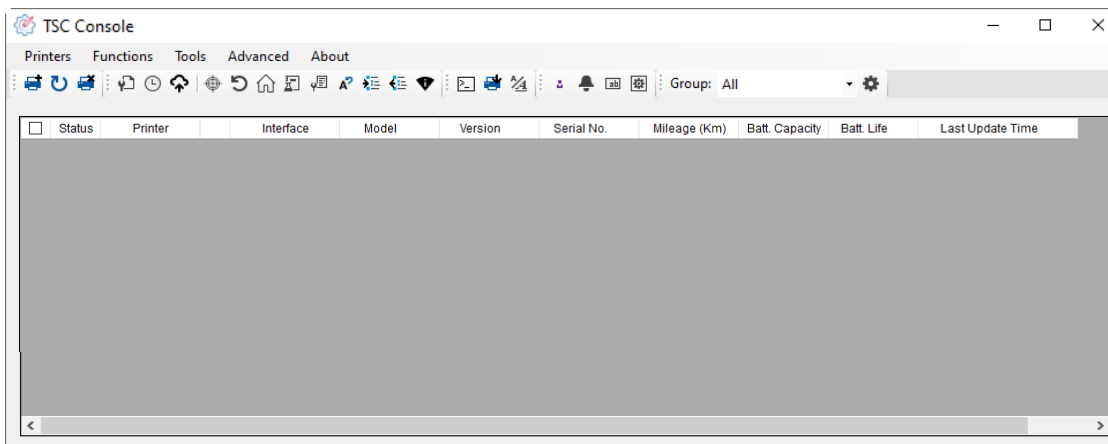 TSC Console
Printers Functions Tools Advanced About
Group: All
Status Printer Interface Model Version Serial No. Mileage (Km) Batt. Capacity Batt. Life Last Update Time